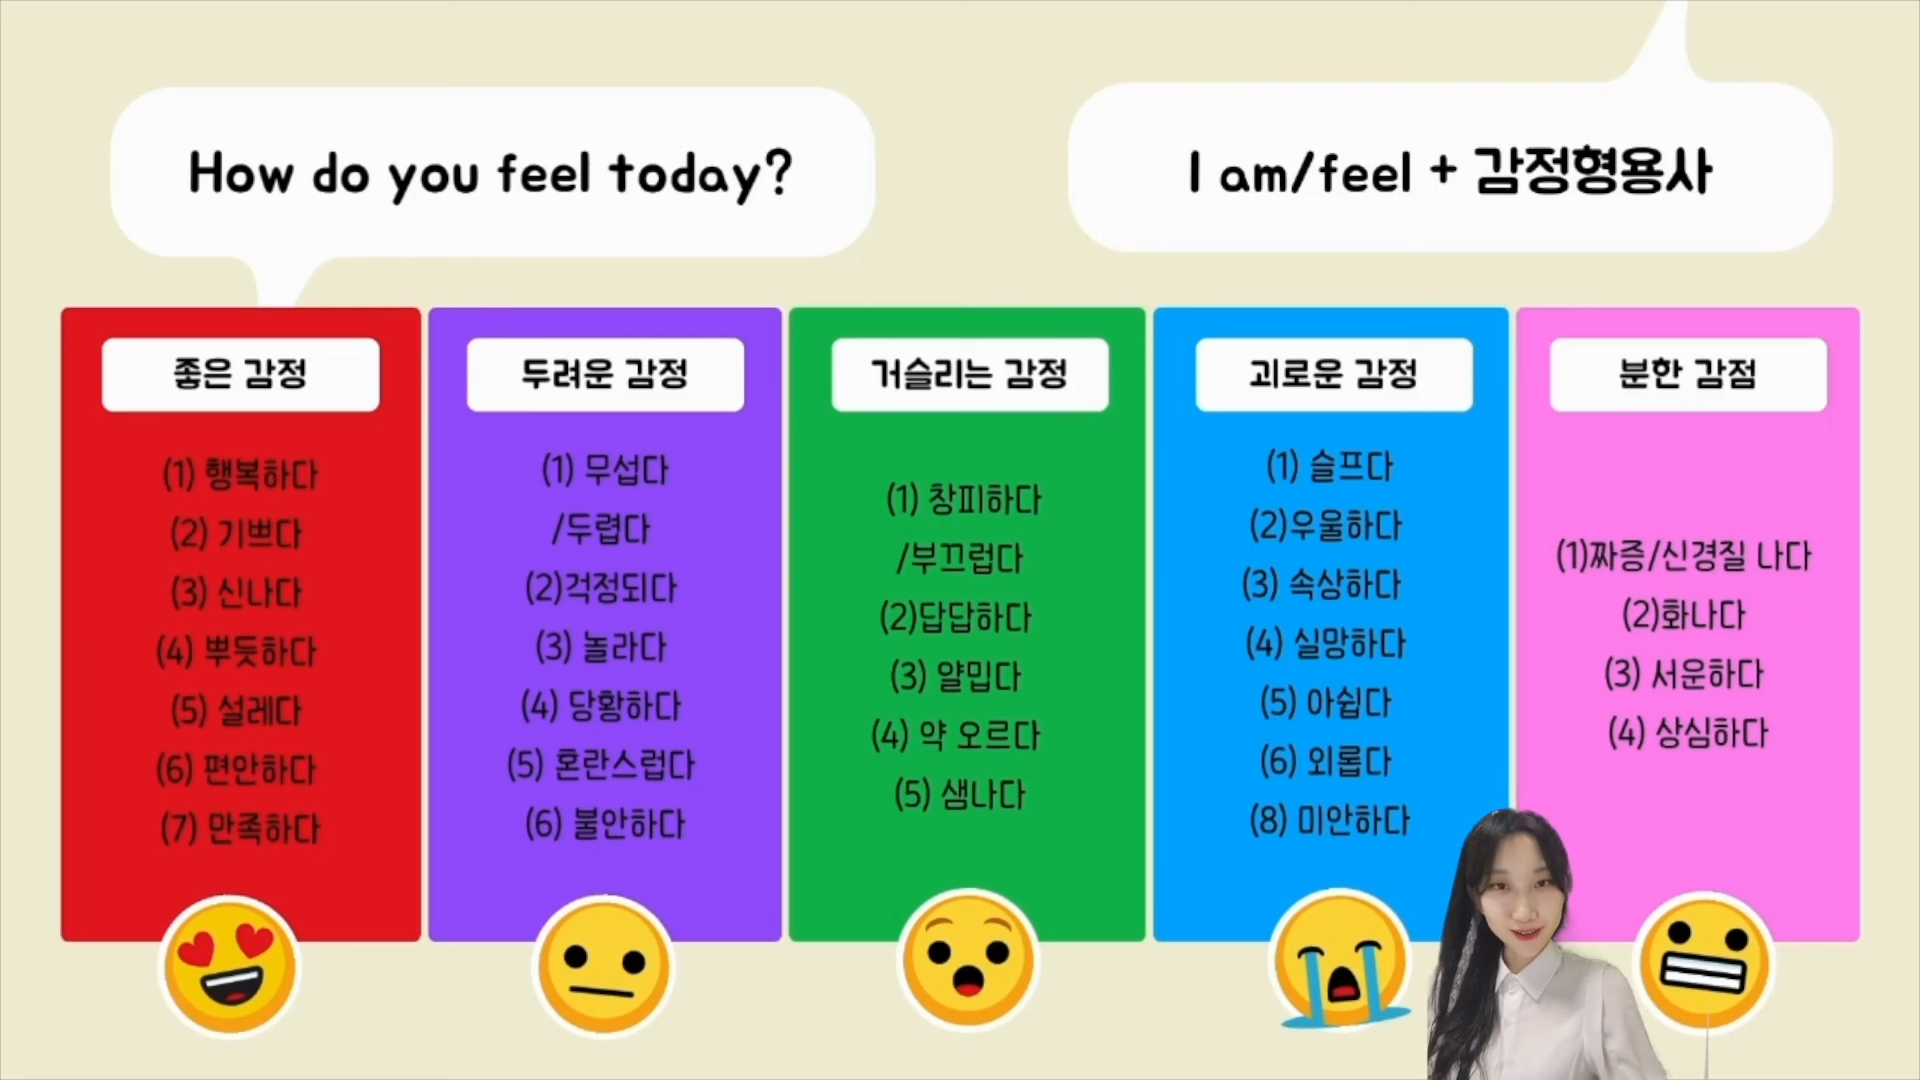 How do you feel today?
I am/feel + 감정형용사
좋은 감정
(1) 행복하다
(2) 기쁘다
(3) 신나다
(4) 뿌듯하다
(5) 설레다
(6) 편안하다
(7) 만족하다
두려운 감정
(1) 무섭다
/두렵다
(2)걱정되다
(3) 놀라다
(4) 당황하다
(5) 혼란스럽다
(6) 불안하다
거슬리는 감정
(1) 창피하다
/부끄럽다
(2)답답하다
(3) 얄밉다
(4) 약 오르다
(5) 샘나다
괴로운 감정
(1) 슬프다
(2)우울하다
(3) 속상하다
(4) 실망하다
(5) 아쉽다
(6) 외롭다
(8) 미안하다
분한 감점
(1)짜증/신경질 나다
(2)화나다
(3) 서운하다
(4) 상심하다